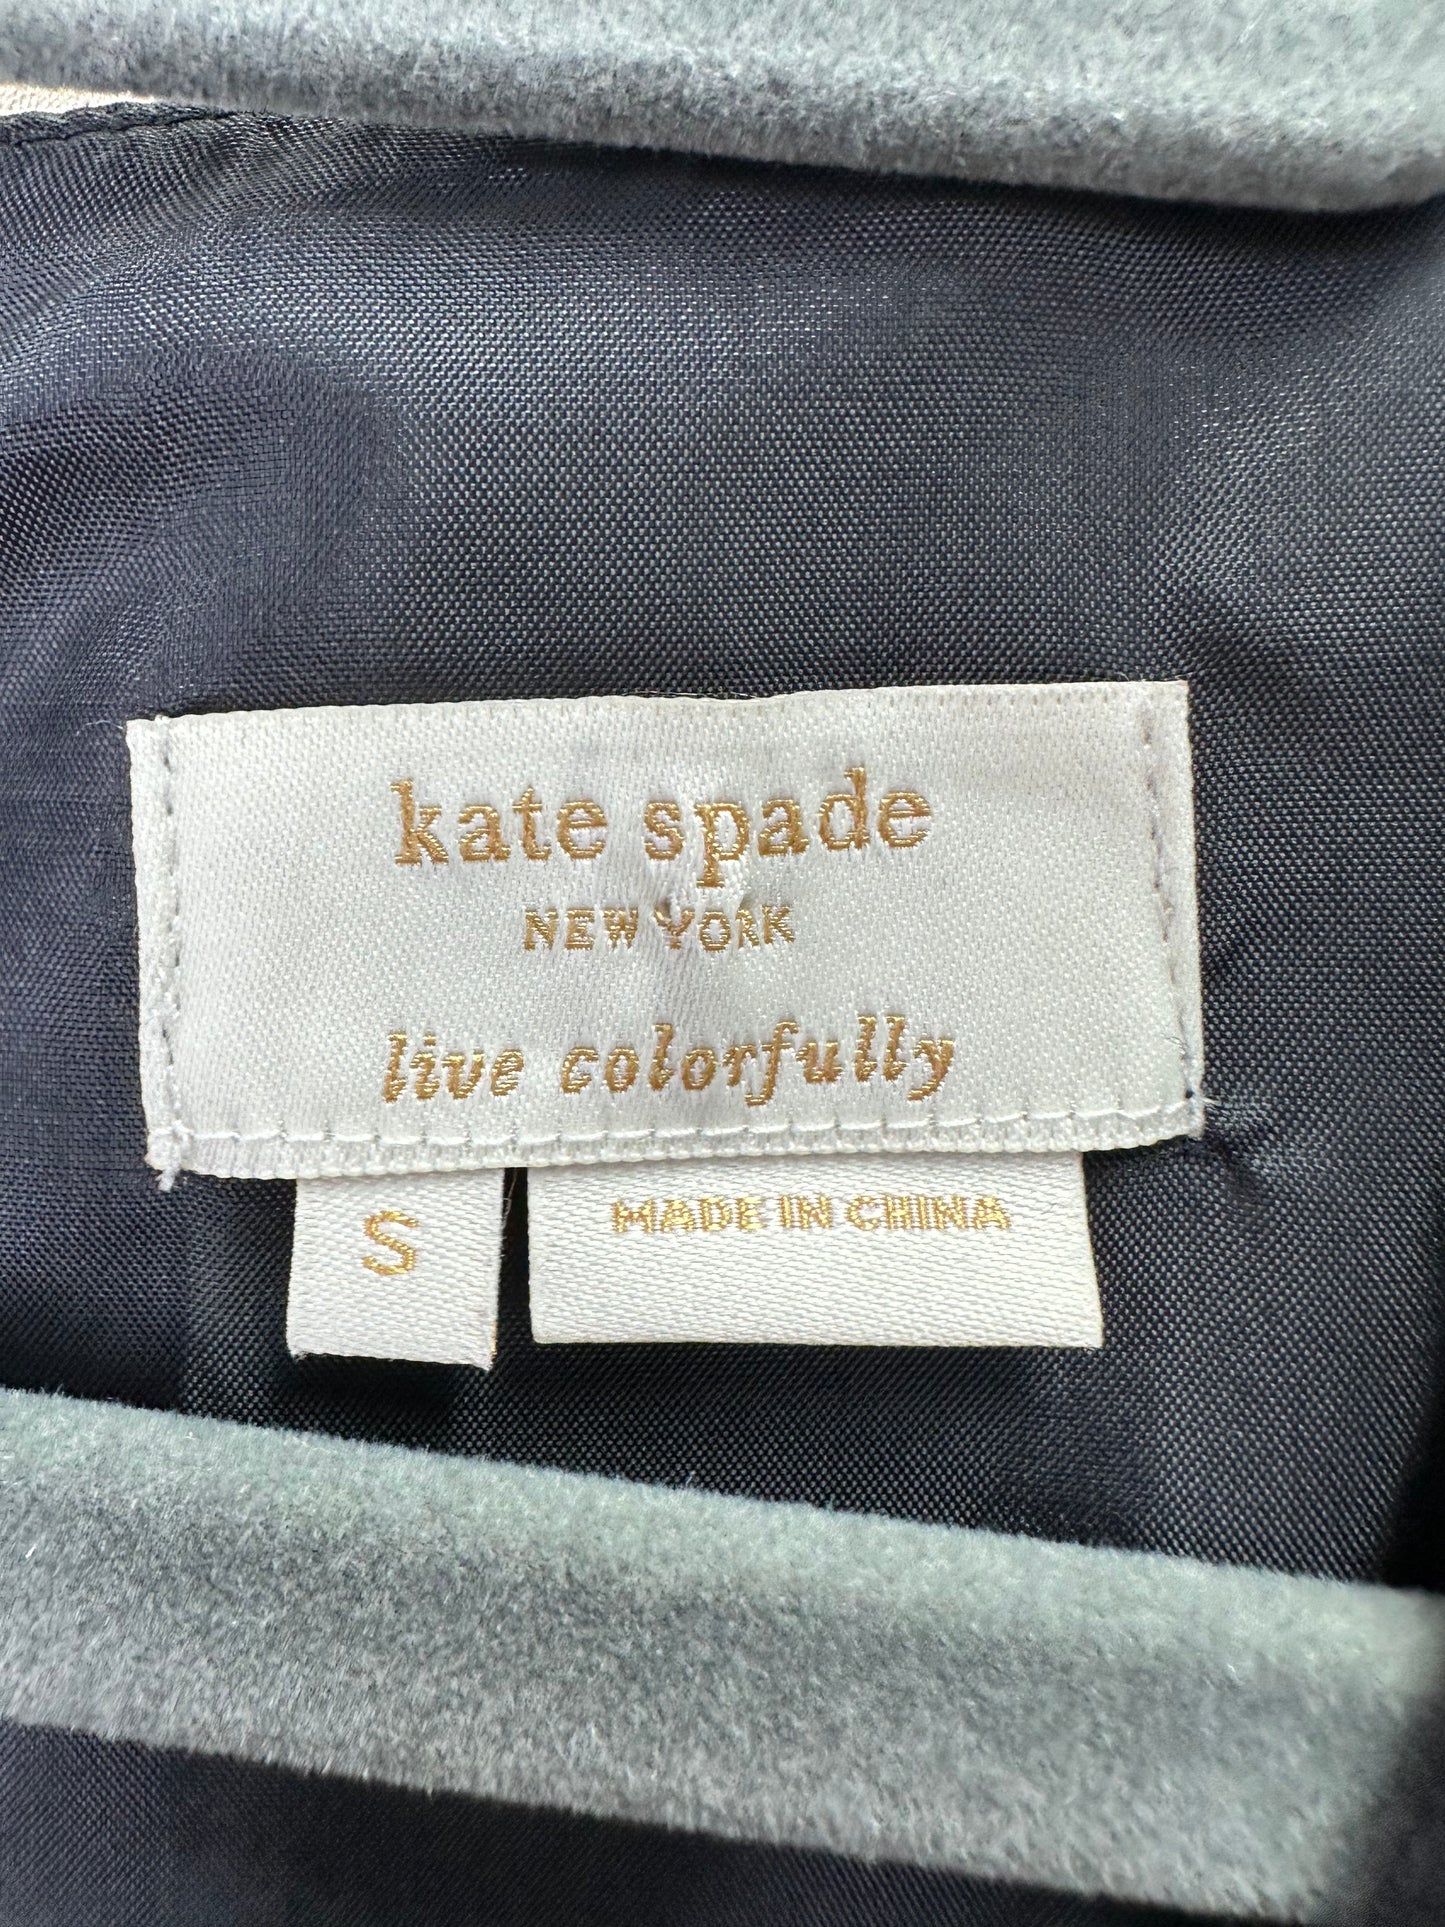 kate spade
NEW YORK
live colorfully
S
MADE IN CHINA